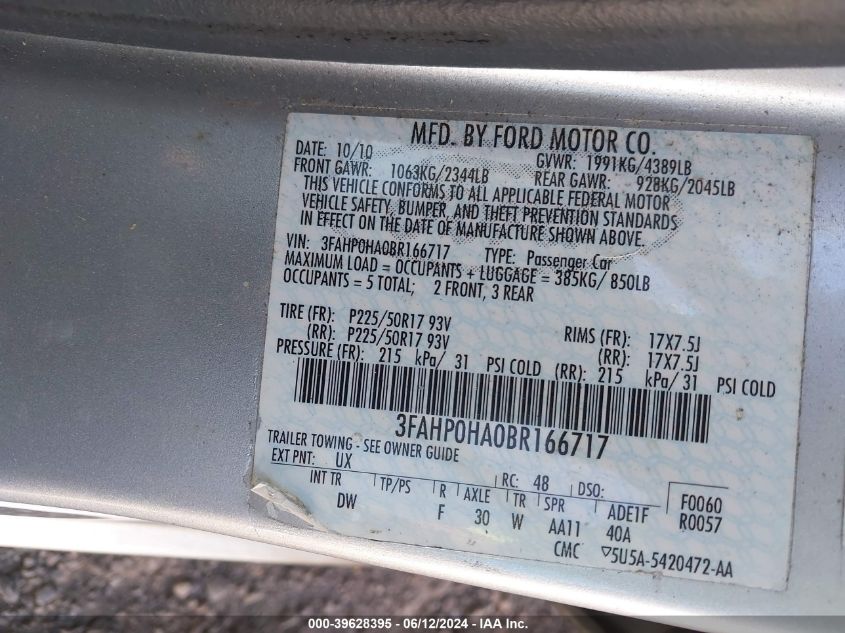 MFD. BY FORD MOTOR CO.
DATE: 10/10 GVWR: 1991KG/4389LB
FRONT GAWR: 1063KG/2344LB REAR GAWR: 928KG/2045LB
THIS VEHICLE CONFORMS TO ALL APPLICABLE FEDERAL MOTOR
VEHICLE SAFETY, BUMPER, AND THEFT PREVENTION STANDARDS
IN EFFECT ON THE DATE OF MANUFACTURE SHOWN ABOVE.
VIN: 3FAHP0HA0BR166717 TYPE: Passenger Car
MAXIMUM LOAD = OCCUPANTS + LUGGAGE = 385KG/ 850LB
OCCUPANTS = 5 TOTAL; 2 FRONT, 3 REAR
TIRE (FR): P225/50R17 93V RIMS (FR): 17X7.5J
(RR): P225/50R17 93V (RR): 17X7.5J
PRESSURE (FR): 215 kPa/ 31 PSI COLD (RR): 215 kPa/ 31 PSI COLD
3FAHP0HA0BR166717
TRAILER TOWING - SEE OWNER GUIDE
EXT PNT: UX RC: 48 DSO:
INT TR TP/PS R AXLE TR SPR ADE1F F0060
DW F 30 W AA11 40A R0057
CMC ▽5U5A-5420472-AA
000-39628395 - 06/12/2024 - IAA Inc.